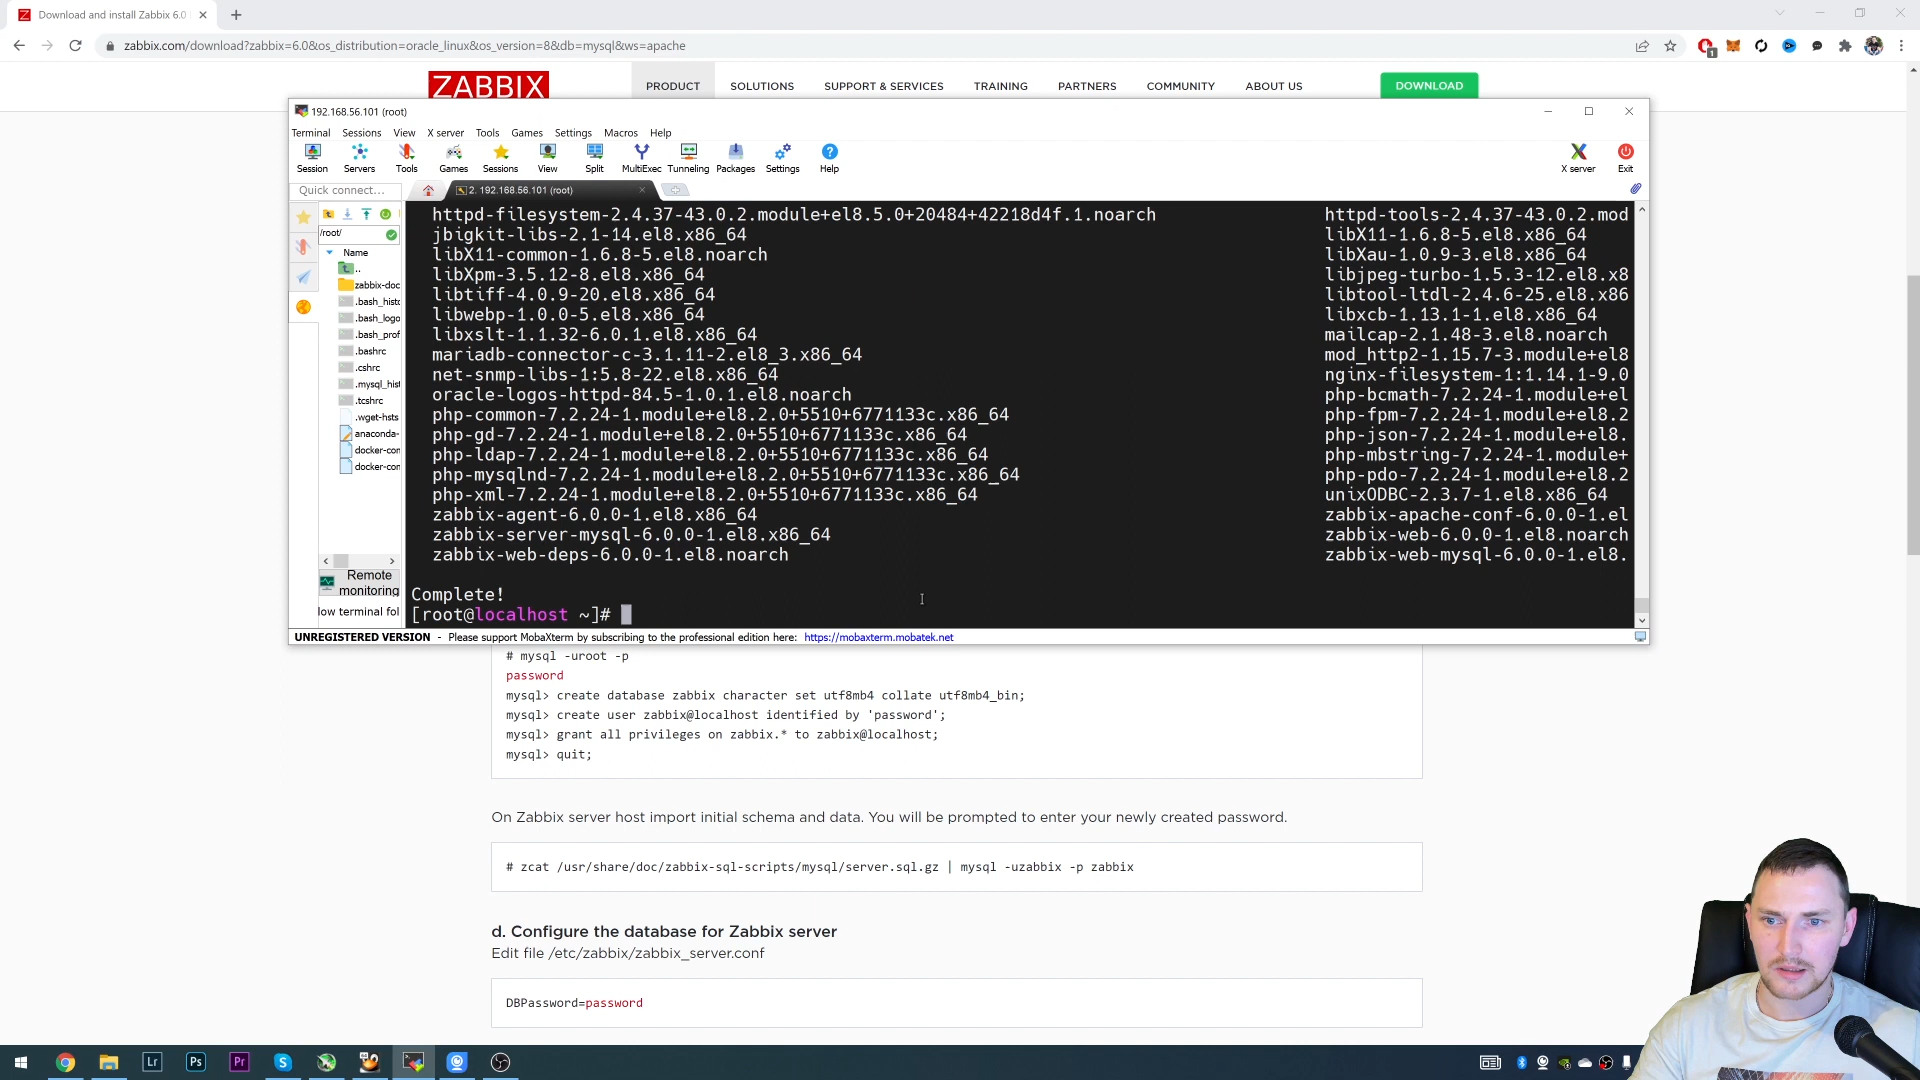 Download and install Zabbix 6.0
zabbix.com/download?zabbix=6.0&os_distribution=oracle_linux&os_version=8&db=mysql&ws=apache
1
ZABBIX
PRODUCT
SOLUTIONS
SUPPORT & SERVICES
TRAINING
PARTNERS
COMMUNITY
ABOUT US
DOWNLOAD
192.168.56.101 (root)
Terminal Sessions View X server Tools Games Settings Macros Help
Session Servers Tools Games Sessions View Split MultiExec Tunneling Packages Settings Help X server Exit
Quick connect...
2. 192.168.56.101 (root)
/root/
Name
..
zabbix-doc
.bash_histo
.bash_logo
.bash_prof
.bashrc
.cshrc
.mysql_hist
.tcshrc
.wget-hsts
anaconda-
docker-con
docker-con
Remote
monitoring
low terminal fol
httpd-filesystem-2.4.37-43.0.2.module+el8.5.0+20484+42218d4f.1.noarch httpd-tools-2.4.37-43.0.2.mod
jbigkit-libs-2.1-14.el8.x86_64 libX11-1.6.8-5.el8.x86_64
libX11-common-1.6.8-5.el8.noarch libXau-1.0.9-3.el8.x86_64
libXpm-3.5.12-8.el8.x86_64 libjpeg-turbo-1.5.3-12.el8.x8
libtiff-4.0.9-20.el8.x86_64 libtool-ltdl-2.4.6-25.el8.x86
libwebp-1.0.0-5.el8.x86_64 libxcb-1.13.1-1.el8.x86_64
libxslt-1.1.32-6.0.1.el8.x86_64 mailcap-2.1.48-3.el8.noarch
mariadb-connector-c-3.1.11-2.el8_3.x86_64 mod_http2-1.15.7-3.module+el8
net-snmp-libs-1:5.8-22.el8.x86_64 nginx-filesystem-1:1.14.1-9.0
oracle-logos-httpd-84.5-1.0.1.el8.noarch php-bcmath-7.2.24-1.module+el
php-common-7.2.24-1.module+el8.2.0+5510+6771133c.x86_64 php-fpm-7.2.24-1.module+el8.2
php-gd-7.2.24-1.module+el8.2.0+5510+6771133c.x86_64 php-json-7.2.24-1.module+el8.
php-ldap-7.2.24-1.module+el8.2.0+5510+6771133c.x86_64 php-mbstring-7.2.24-1.module+
php-mysqlnd-7.2.24-1.module+el8.2.0+5510+6771133c.x86_64 php-pdo-7.2.24-1.module+el8.2
php-xml-7.2.24-1.module+el8.2.0+5510+6771133c.x86_64 unixODBC-2.3.7-1.el8.x86_64
zabbix-agent-6.0.0-1.el8.x86_64 zabbix-apache-conf-6.0.0-1.el
zabbix-server-mysql-6.0.0-1.el8.x86_64 zabbix-web-6.0.0-1.el8.noarch
zabbix-web-deps-6.0.0-1.el8.noarch zabbix-web-mysql-6.0.0-1.el8.
Complete!
[root@localhost ~]#
UNREGISTERED VERSION - Please support MobaXterm by subscribing to the professional edition here: https://mobaxterm.mobatek.net
# mysql -uroot -p
password
mysql> create database zabbix character set utf8mb4 collate utf8mb4_bin;
mysql> create user zabbix@localhost identified by 'password';
mysql> grant all privileges on zabbix.* to zabbix@localhost;
mysql> quit;
On Zabbix server host import initial schema and data. You will be prompted to enter your newly created password.
# zcat /usr/share/doc/zabbix-sql-scripts/mysql/server.sql.gz | mysql -uzabbix -p zabbix
d. Configure the database for Zabbix server
Edit file /etc/zabbix/zabbix_server.conf
DBPassword=password
Lr
Ps
Pr